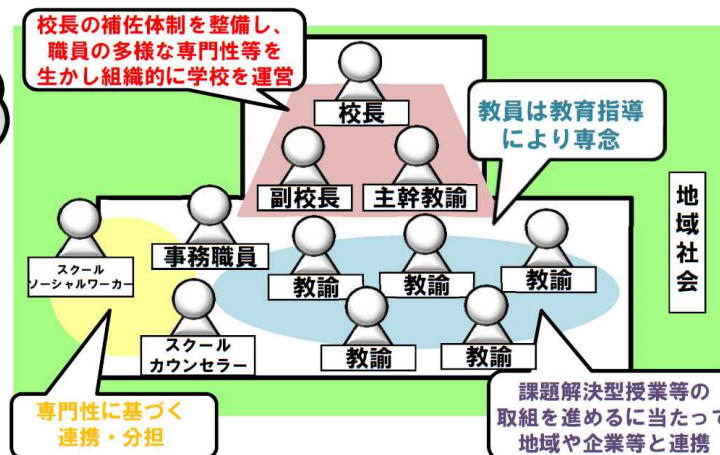 校長の補佐体制を整備し、
職員の多様な専門性等を
生かし組織的に学校を運営
校長
教員は教育指導
により専念
副校長
主幹教諭
地域社会
スクール
ソーシャルワーカー
事務職員
教諭
教諭
教諭
スクール
カウンセラー
教諭
教諭
専門性に基づく
連携・分担
課題解決型授業等の
取組を進めるに当たって
地域や企業等と連携